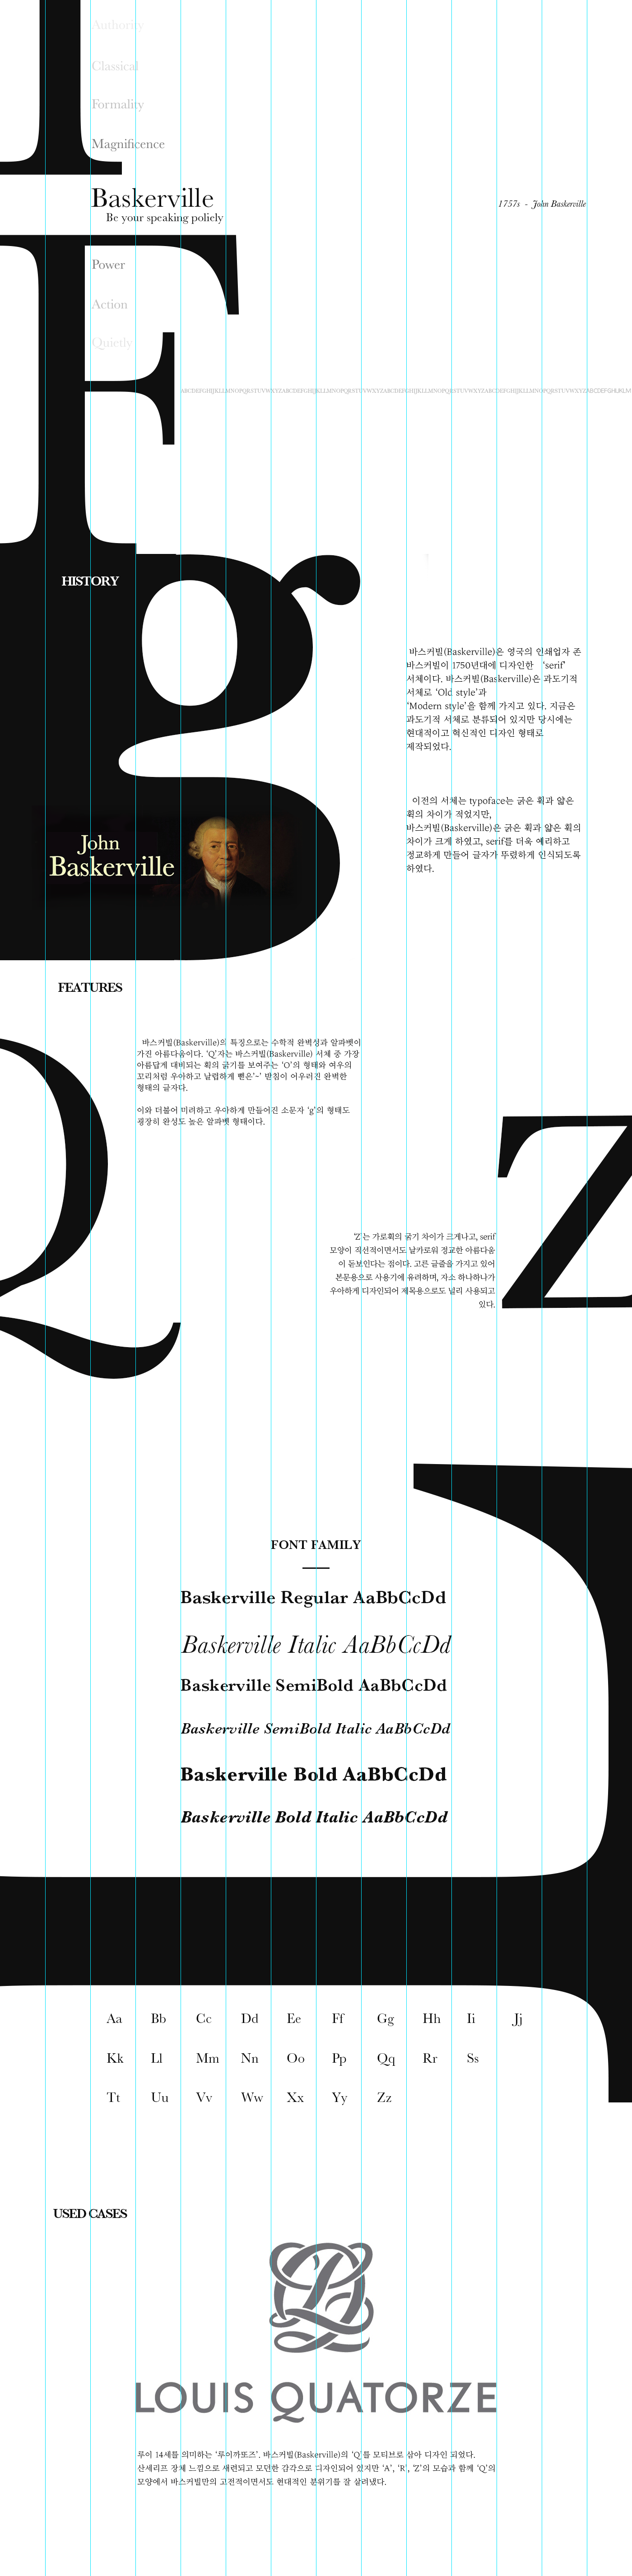 Authority
Classical
Formality
Magnificence
Baskerville
Be your speaking policly
1757s - John Baskerville
Power
Action
Quietly
F
ABCDEFGHIJKLLMNOPQRSTUVWXYZABCDEFGHIJKLLMNOPQRSTUVWXYZABCDEFGHIJKLLMNOPQRSTUVWXYZABCDEFGHIJKLLMNOPQRSTUVWXYZ
HISTORY
g
바스커빌(Baskerville)은 영국의 인쇄업자 존
바스커빌이 1750년대에 디자인한 ‘serif’
서체이다. 바스커빌(Baskerville)은 과도기적
서체로 ‘Old style’과
‘Modern style’을 함께 가지고 있다. 지금은
과도기적 서체로 분류되어 있지만 당시에는
현대적이고 혁신적인 디자인 형태로
제작되었다.
이전의 서체는 typoface는 굵은 획과 얇은
획의 차이가 적었지만,
바스커빌(Baskerville)은 굵은 획과 얇은 획의
차이가 크게 하였고, serif를 더욱 예리하고
정교하게 만들어 글자가 뚜렷하게 인식되도록
하였다.
John
Baskerville
FEATURES
바스커빌(Baskerville)의 특징으로는 수학적 완벽성과 알파벳이
가진 아름다움이다. ‘Q’자는 바스커빌(Baskerville) 서체 중 가장
아름답게 대비되는 획의 굵기를 보여주는 ‘O’의 형태와 여우의
꼬리처럼 우아하고 날렵하게 뻗은‘~’ 받침이 어우러진 완벽한
형태의 글자다.
이와 더불어 미려하고 우아하게 만들어진 소문자 ‘g’의 형태도
굉장히 완성도 높은 알파벳 형태이다.
Q
Z
‘Z’는 가로획의 굵기 차이가 크게나고, serif
모양이 직선적이면서도 날카로워 정교한 아름다움
이 돋보인다는 점이다. 고른 글줄을 가지고 있어
본문용으로 사용기에 유려하며, 자소 하나하나가
우아하게 디자인되어 제목용으로도 널리 사용되고
있다.
FONT FAMILY
Baskerville Regular AaBbCcDd
Baskerville Italic AaBbCcDd
Baskerville SemiBold AaBbCcDd
Baskerville SemiBold Italic AaBbCcDd
Baskerville Bold AaBbCcDd
Baskerville Bold Italic AaBbCcDd
Aa Bb Cc Dd Ee Ff Gg Hh Ii Jj
Kk Ll Mm Nn Oo Pp Qq Rr Ss
Tt Uu Vv Ww Xx Yy Zz
USED CASES
LOUIS QUATORZE
루이 14세를 의미하는 ‘루이까또즈’. 바스커빌(Baskerville)의 ‘Q’를 모티브로 삼아 디자인 되었다.
산세리프 장체 느낌으로 세련되고 모던한 감각으로 디자인되어 있지만 ‘A’, ‘R’, ‘Z’의 모습과 함께 ‘Q’의
모양에서 바스커빌만의 고전적이면서도 현대적인 분위기를 잘 살려냈다.